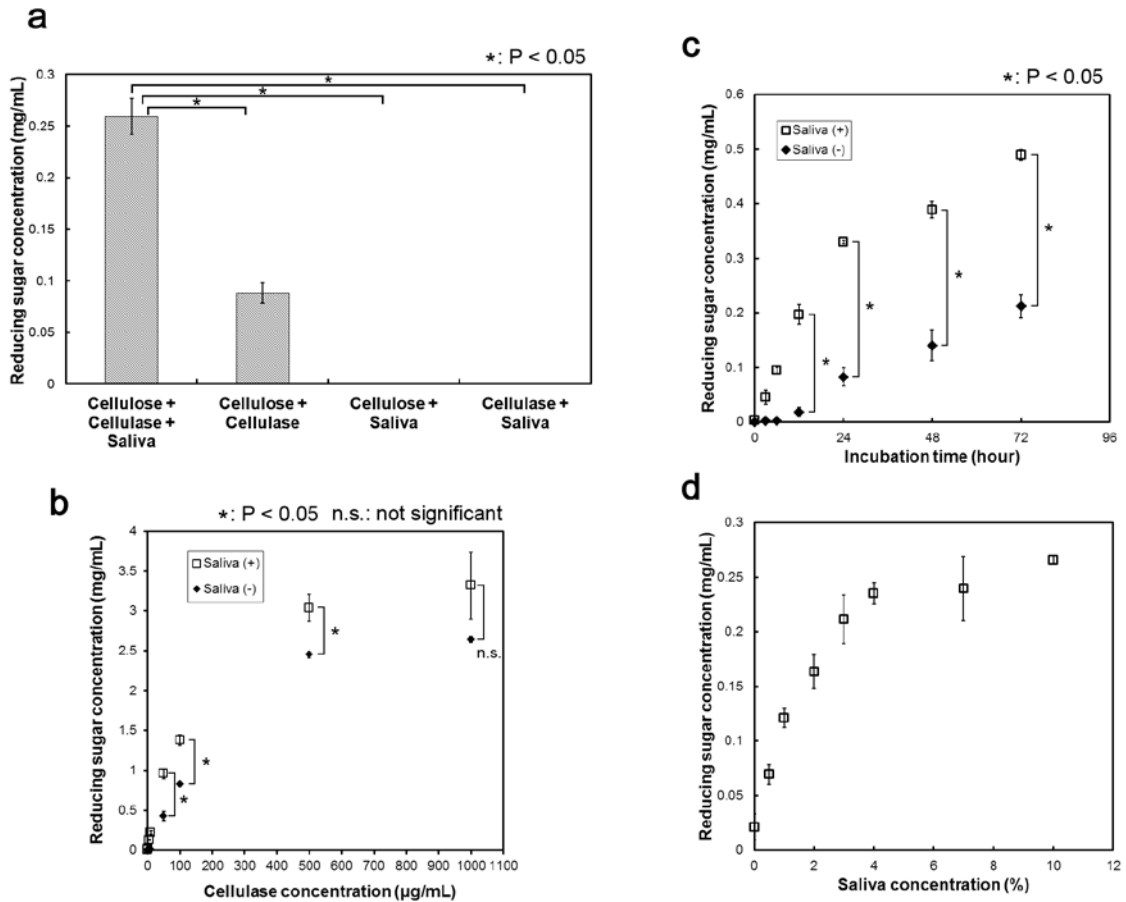 a
*: P < 0.05
Reducing sugar concentration (mg/mL)
0.3
0.25
0.2
0.15
0.1
0.05
0
*
*
*
Cellulose +
Cellulase +
Saliva
Cellulose +
Cellulase
Cellulose +
Saliva
Cellulase +
Saliva
b
*: P < 0.05 n.s.: not significant
Reducing sugar concentration (mg/mL)
4
3.5
3
2.5
2
1.5
1
0.5
0
Saliva (+)
Saliva (-)
*
*
*
n.s.
0 100 200 300 400 500 600 700 800 900 1000 1100
Cellulase concentration (µg/mL)
c
*: P < 0.05
Reducing sugar concentration (mg/mL)
0.6
0.5
0.4
0.3
0.2
0.1
0
Saliva (+)
Saliva (-)
*
*
*
*
0 24 48 72 96
Incubation time (hour)
d
Reducing sugar concentration (mg/mL)
0.3
0.25
0.2
0.15
0.1
0.05
0
0 2 4 6 8 10 12
Saliva concentration (%)